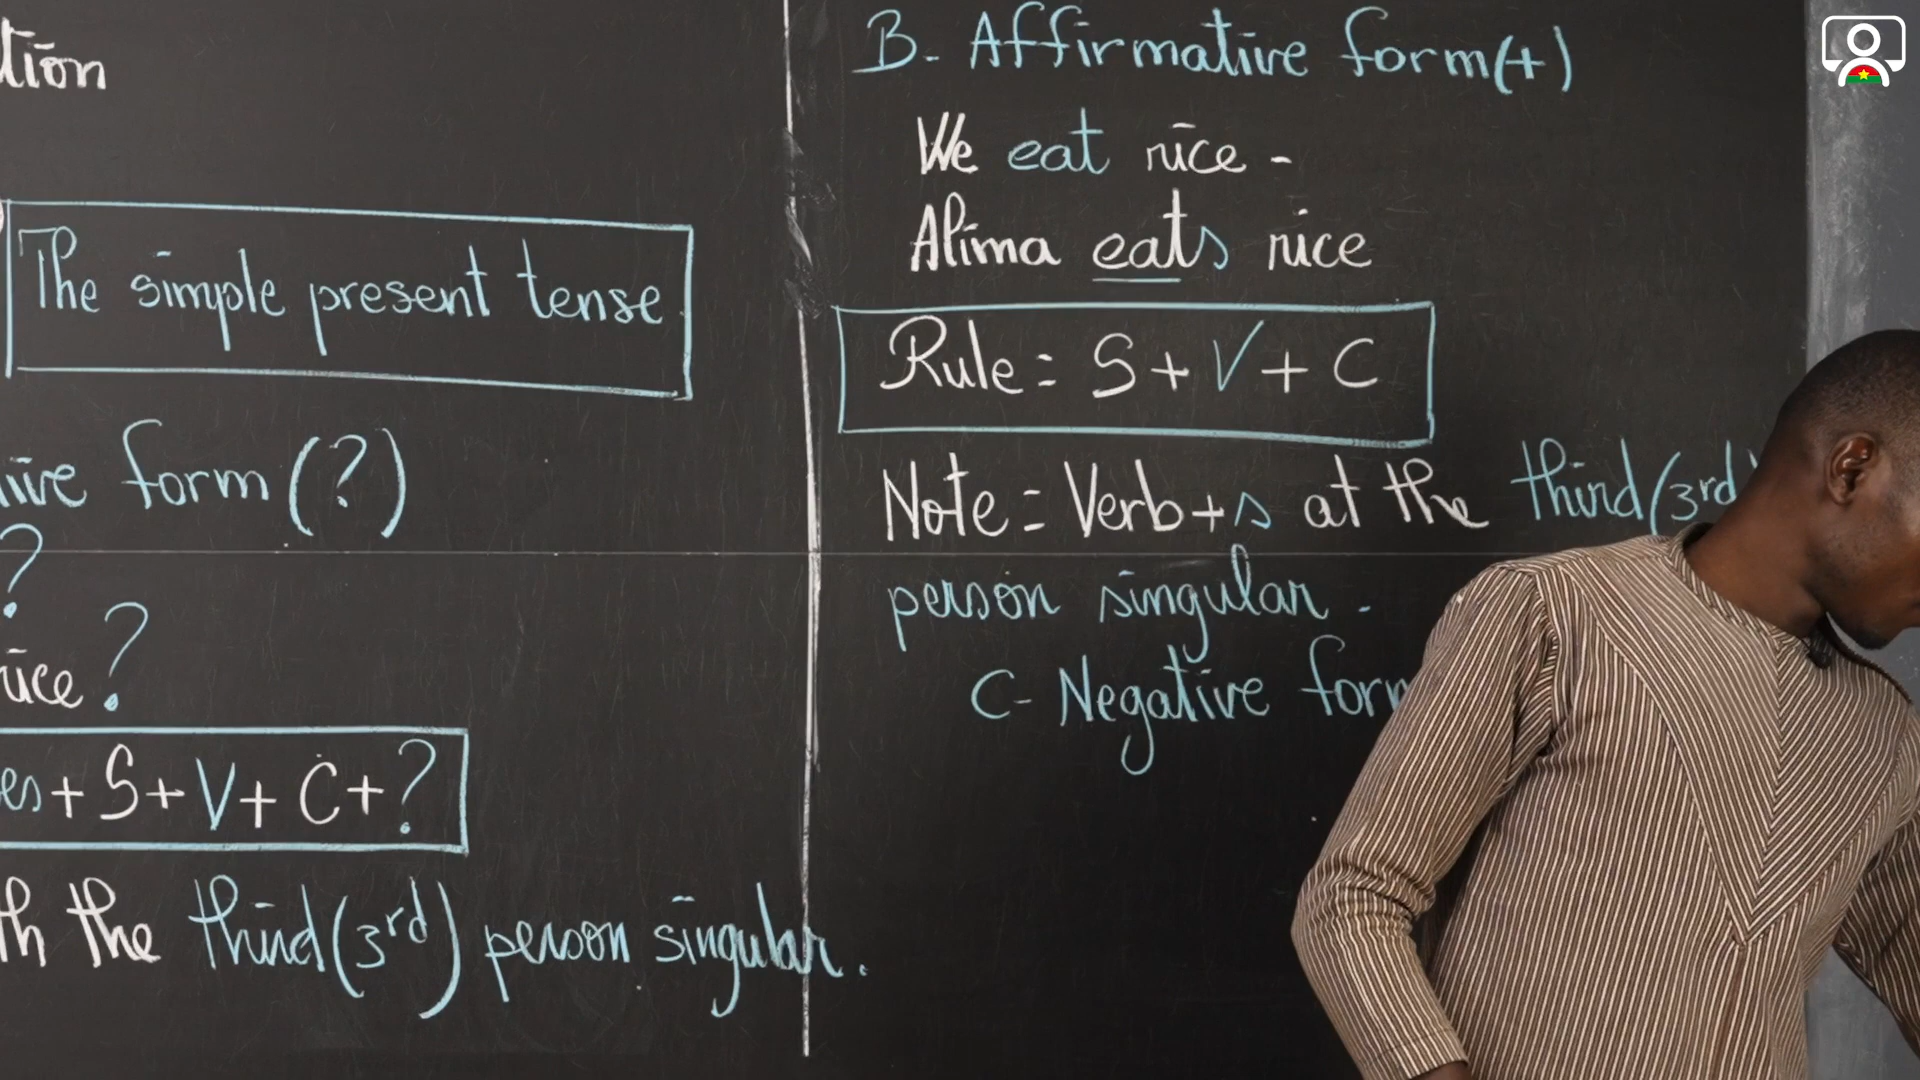 tion
The simple present tense
ive form (?)
?
rice ?
es + S + V + C + ?
th the third (3rd) person singular.
B- Affirmative form(+)
We eat rice -
Alima eats rice
Rule = S + V + C
Note = Verb + s at the third (3rd)
person singular -
C- Negative form